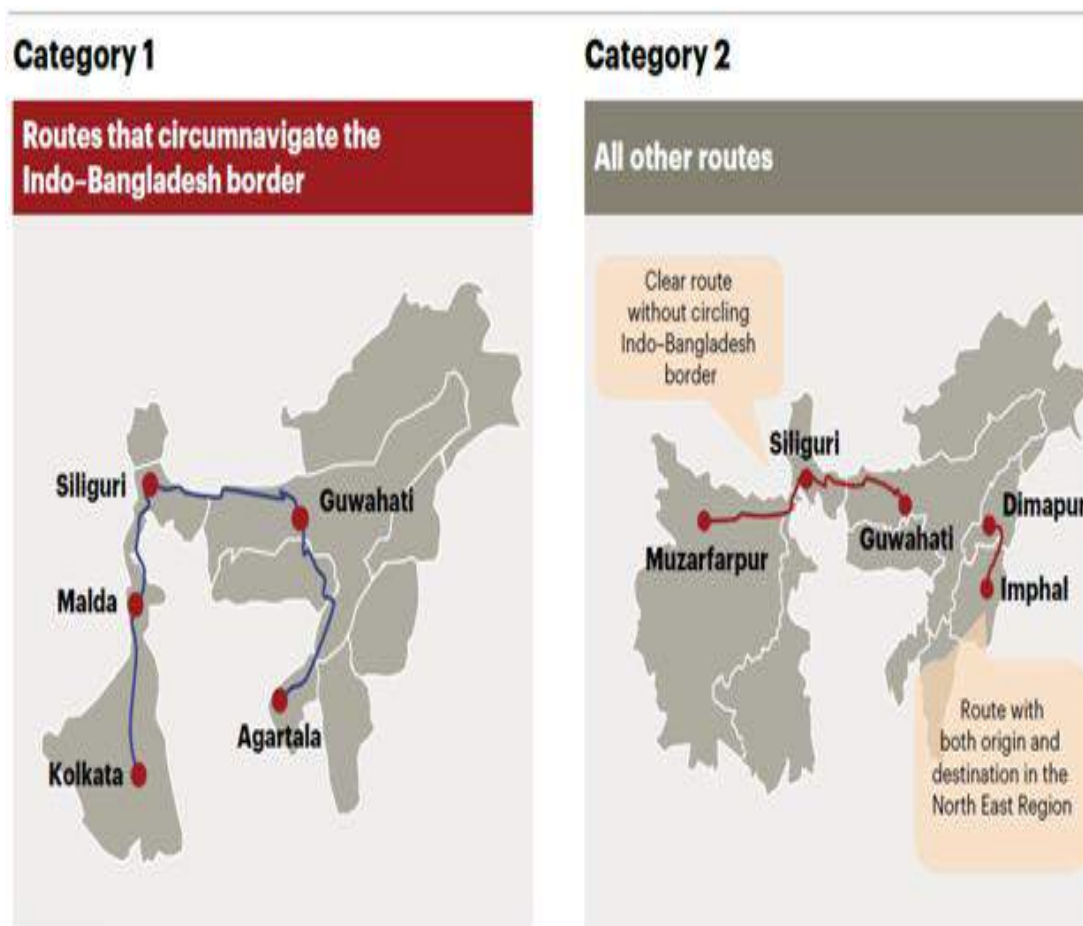 Category 1
Routes that circumnavigate the
Indo-Bangladesh border
Siliguri
Guwahati
Malda
Agartala
Kolkata
Category 2
All other routes
Clear route
without circling
Indo-Bangladesh
border
Siliguri
Dimapur
Guwahati
Muzarfarpur
Imphal
Route with
both origin and
destination in the
North East Region